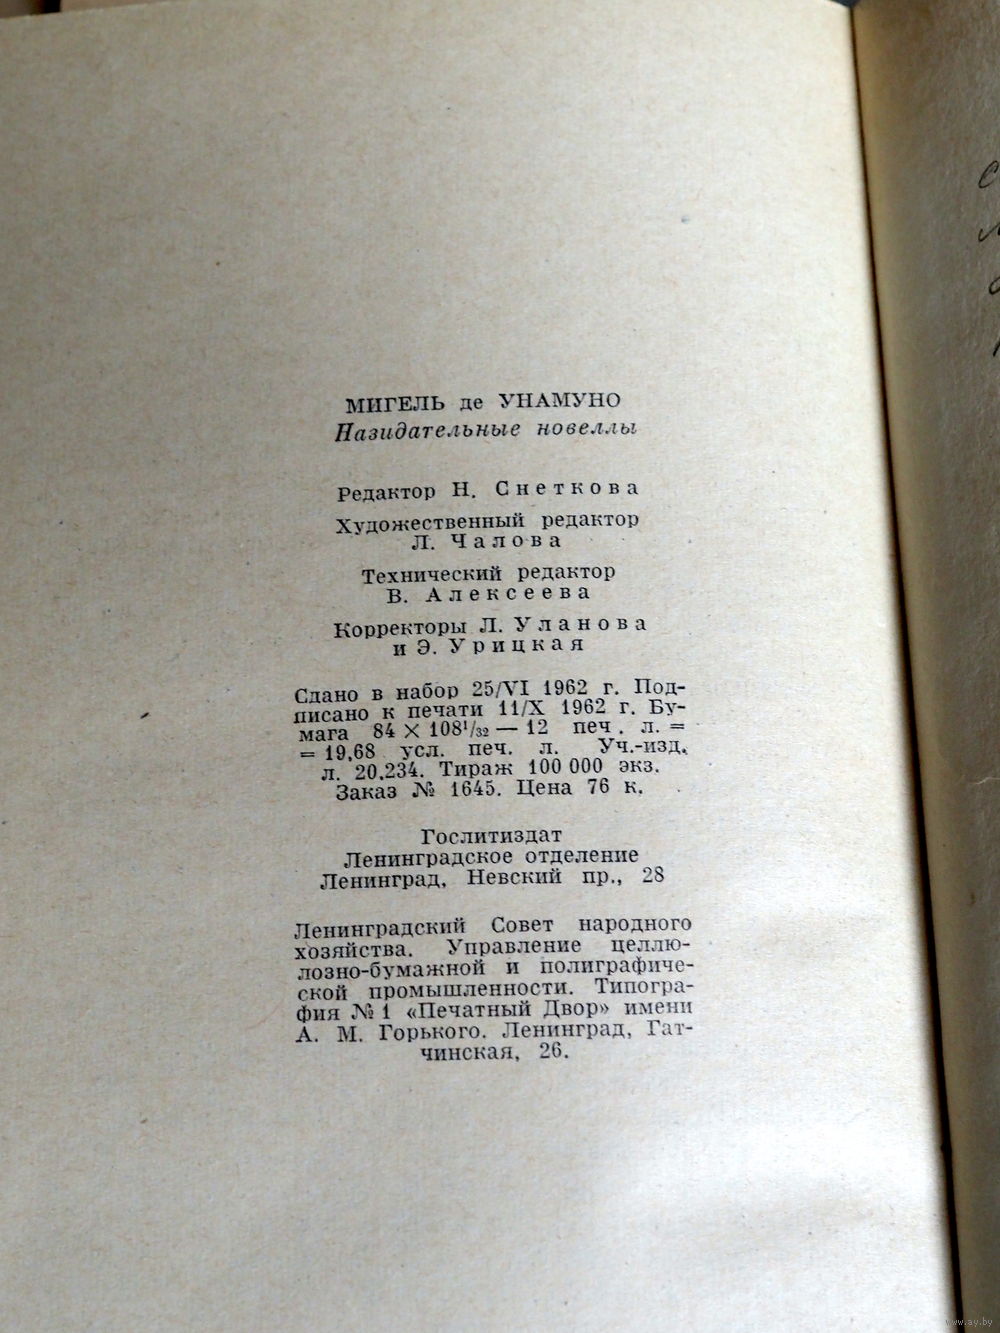 МИГЕЛЬ де УНАМУНО
Назидательные новеллы
Редактор Н. Снеткова
Художественный редактор
Л. Чалова
Технический редактор
В. Алексеева
Корректоры Л. Уланова
и Э. Урицкая
Сдано в набор 25/VI 1962 г. Под-
писано к печати 11/X 1962 г. Бу-
мага 84 × 108¹/₃₂ — 12 печ. л. =
= 19,68 усл. печ. л. Уч.-изд.
л. 20,234. Тираж 100 000 экз.
Заказ № 1645. Цена 76 к.
Гослитиздат
Ленинградское отделение
Ленинград, Невский пр., 28
Ленинградский Совет народного
хозяйства. Управление целлю-
лозно-бумажной и полиграфиче-
ской промышленности. Типогра-
фия № 1 «Печатный Двор» имени
А. М. Горького. Ленинград, Гат-
чинская, 26.
www.ay.by